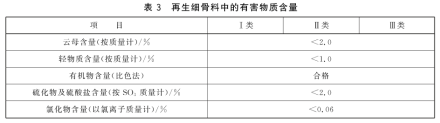 表 3 再生细骨料中的有害物质含量
项 目 Ⅰ类 Ⅱ类 Ⅲ类
云母含量(按质量计)/% <2.0
轻物质含量(按质量计)/% <1.0
有机物含量(比色法) 合格
硫化物及硫酸盐含量(按 SO₃ 质量计)/% <2.0
氯化物含量(以氯离子质量计)/% <0.06